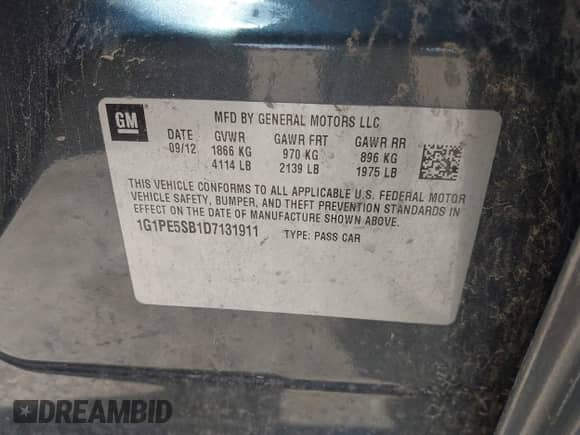 GM
MFD BY GENERAL MOTORS LLC
DATE GVWR GAWR FRT GAWR RR
09/12 1866 KG 970 KG 896 KG
4114 LB 2139 LB 1975 LB
THIS VEHICLE CONFORMS TO ALL APPLICABLE U.S. FEDERAL MOTOR
VEHICLE SAFETY, BUMPER, AND THEFT PREVENTION STANDARDS IN
EFFECT ON THE DATE OF MANUFACTURE SHOWN ABOVE.
1G1PE5SB1D7131911 TYPE: PASS CAR
DREAMBID